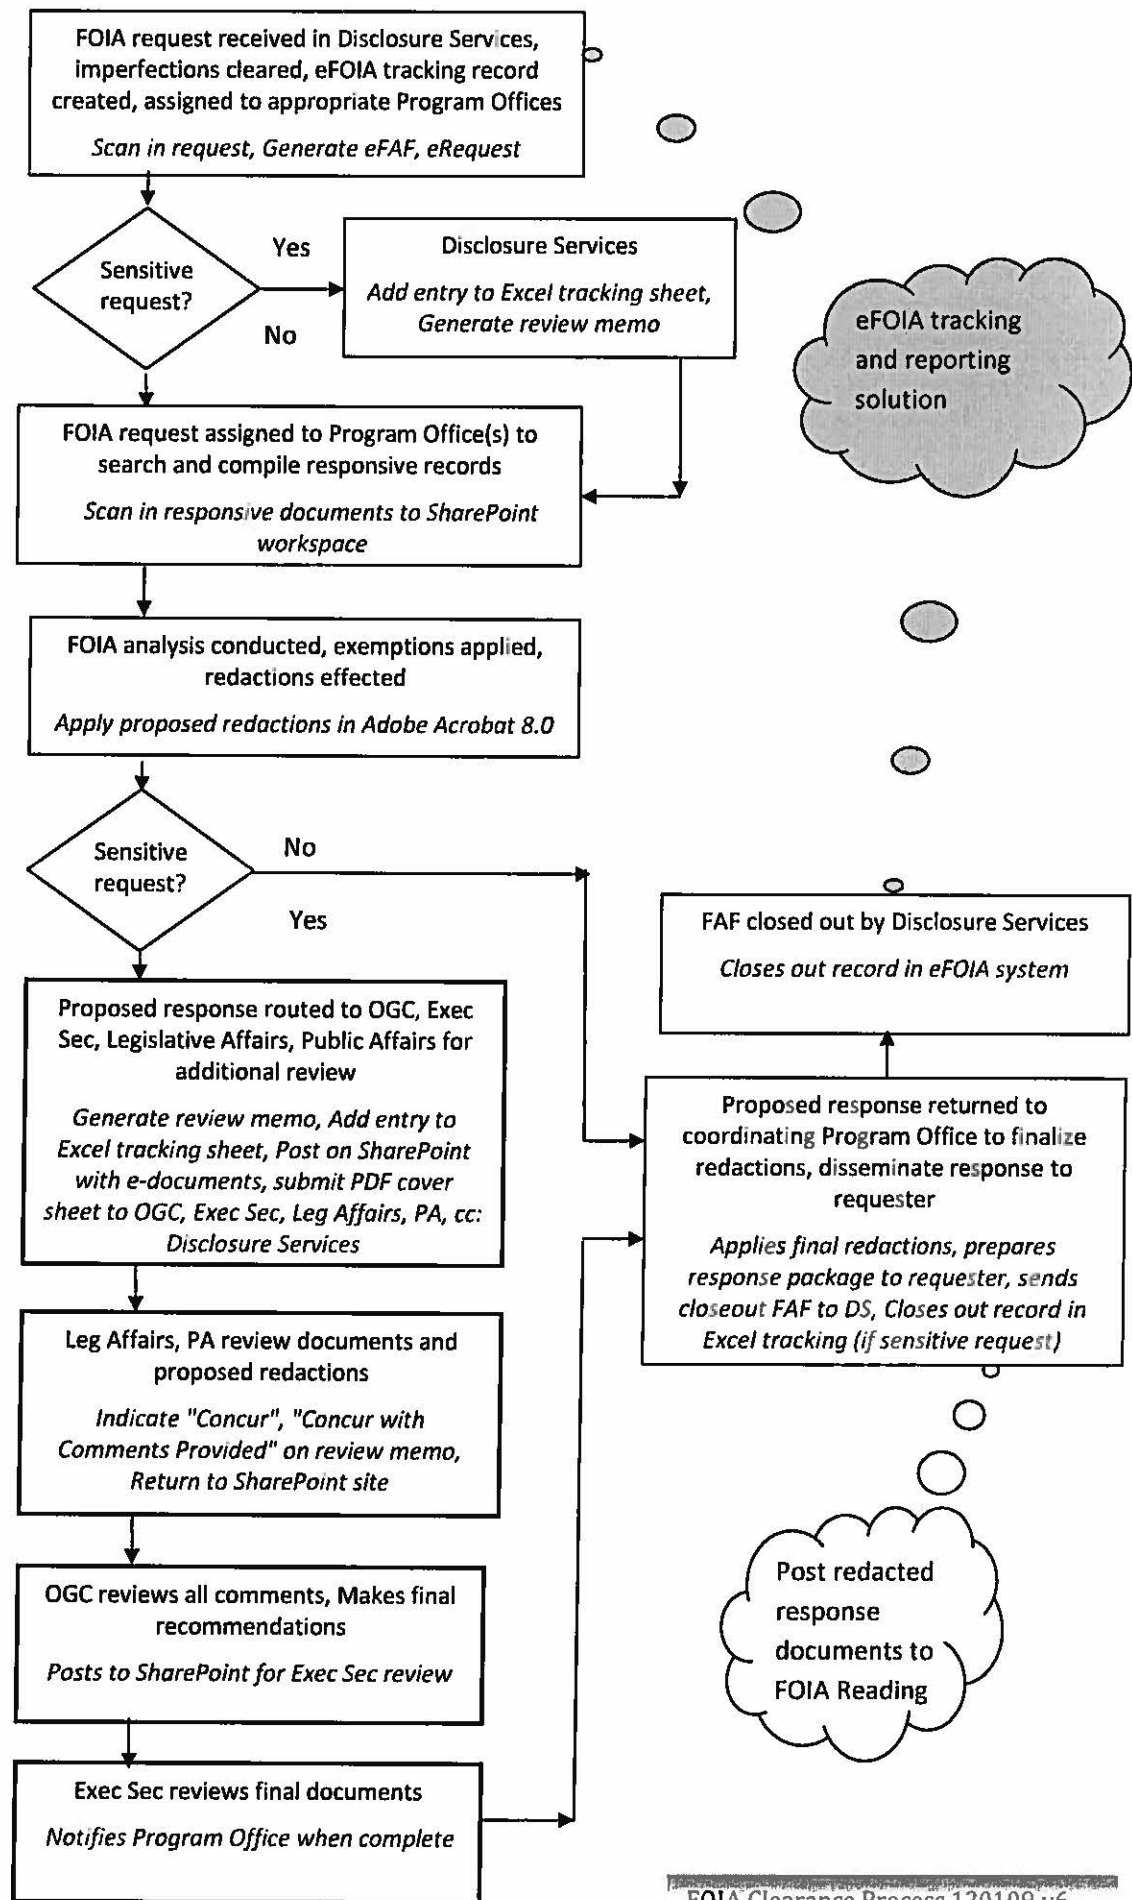 FOIA request received in Disclosure Services,
imperfections cleared, eFOIA tracking record
created, assigned to appropriate Program Offices
Scan in request, Generate eFAF, eRequest
Sensitive
request?
Yes
No
Disclosure Services
Add entry to Excel tracking sheet,
Generate review memo
eFOIA tracking
and reporting
solution
FOIA request assigned to Program Office(s) to
search and compile responsive records
Scan in responsive documents to SharePoint
workspace
FOIA analysis conducted, exemptions applied,
redactions effected
Apply proposed redactions in Adobe Acrobat 8.0
Sensitive
request?
No
Yes
Proposed response routed to OGC, Exec
Sec, Legislative Affairs, Public Affairs for
additional review
Generate review memo, Add entry to
Excel tracking sheet, Post on SharePoint
with e-documents, submit PDF cover
sheet to OGC, Exec Sec, Leg Affairs, PA, cc:
Disclosure Services
Leg Affairs, PA review documents and
proposed redactions
Indicate "Concur", "Concur with
Comments Provided" on review memo,
Return to SharePoint site
OGC reviews all comments, Makes final
recommendations
Posts to SharePoint for Exec Sec review
Exec Sec reviews final documents
Notifies Program Office when complete
FAF closed out by Disclosure Services
Closes out record in eFOIA system
Proposed response returned to
coordinating Program Office to finalize
redactions, disseminate response to
requester
Applies final redactions, prepares
response package to requester, sends
closeout FAF to DS, Closes out record in
Excel tracking (if sensitive request)
Post redacted
response
documents to
FOIA Reading
FOIA Clearance Process 120109 v6